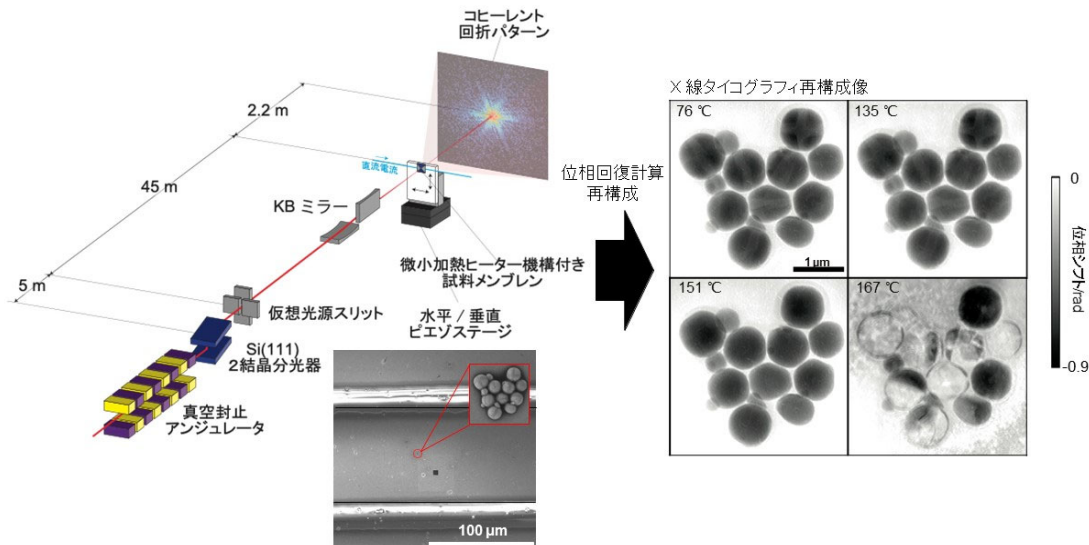 コヒーレント
回折パターン
2.2 m
直流電流
45 m
KB ミラー
微小加熱ヒーター機構付き
試料メンブレン
5 m
仮想光源スリット
水平 / 垂直
ピエゾステージ
Si(111)
2結晶分光器
真空封止
アンジュレータ
100 µm
位相回復計算
再構成
X 線タイコグラフィ再構成像
76 ℃
135 ℃
1µm
151 ℃
167 ℃
0
位相シフト/rad
-0.9